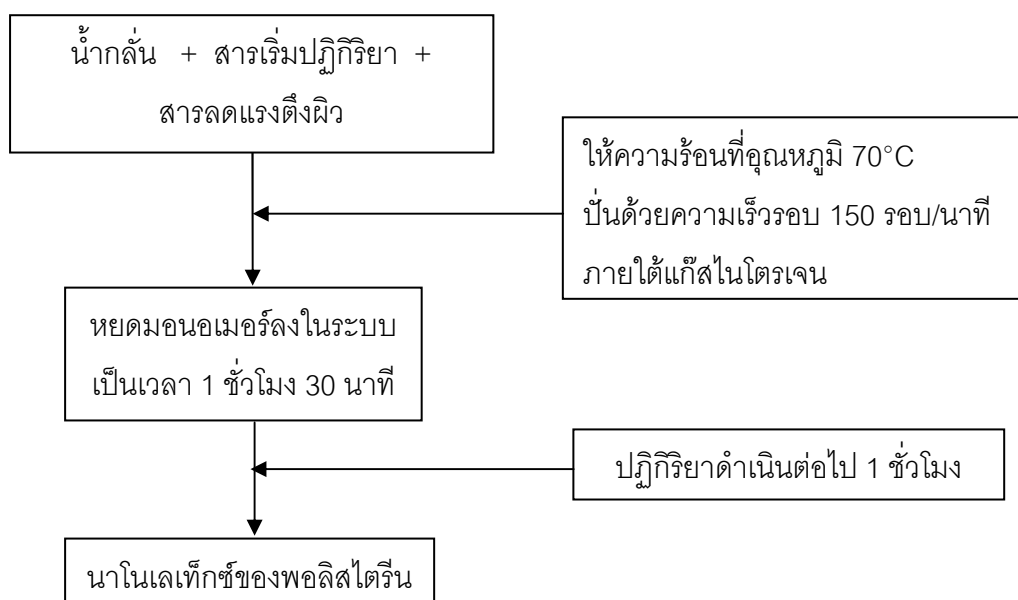 น้ำกลั่น + สารเริ่มปฏิกิริยา +
สารลดแรงตึงผิว
ให้ความร้อนที่อุณหภูมิ 70°C
ปั่นด้วยความเร็วรอบ 150 รอบ/นาที
ภายใต้แก๊สไนโตรเจน
หยดมอนอเมอร์ลงในระบบ
เป็นเวลา 1 ชั่วโมง 30 นาที
ปฏิกิริยาดำเนินต่อไป 1 ชั่วโมง
นาโนเลเท็กซ์ของพอลิสไตรีน